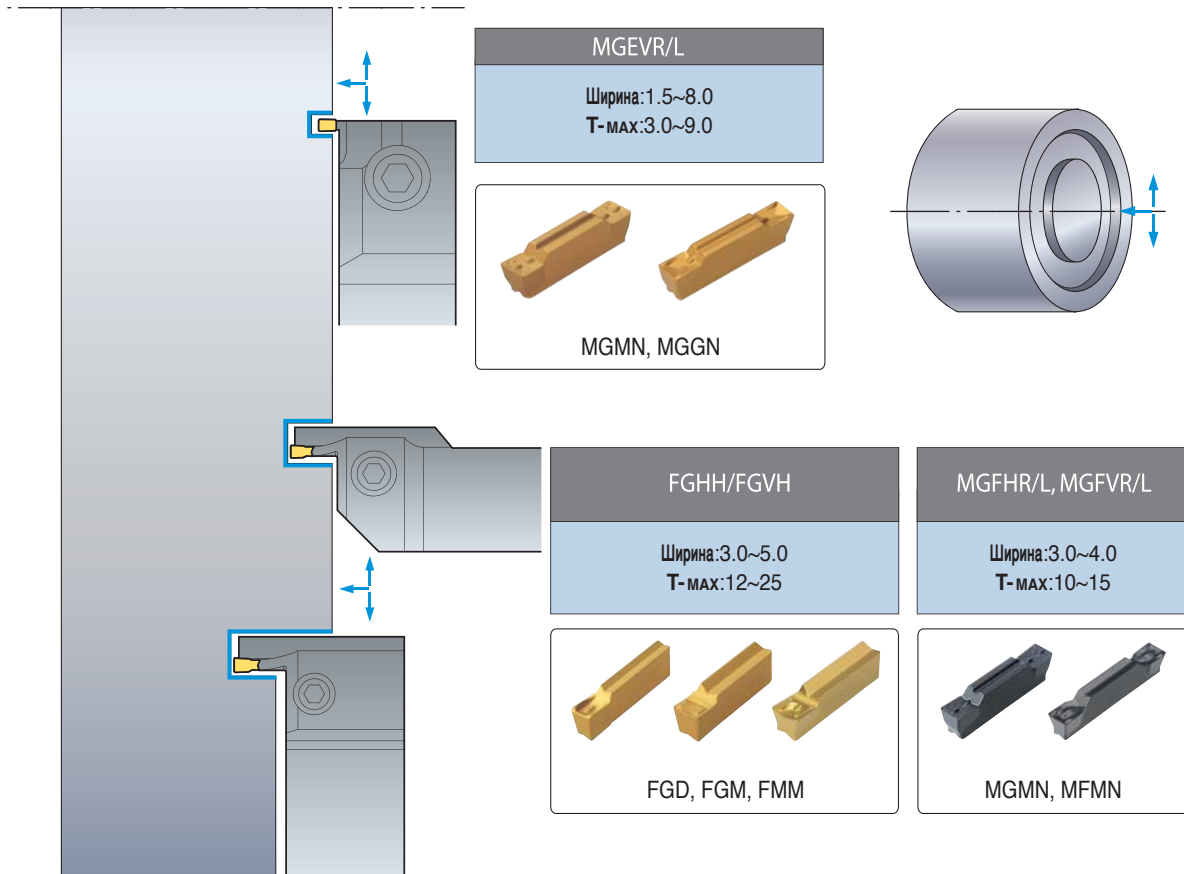 MGEVR/L
Ширина:1.5~8.0
T-MAX:3.0~9.0
MGMN, MGGN
FGHH/FGVH
Ширина:3.0~5.0
T-MAX:12~25
FGD, FGM, FMM
MGFHR/L, MGFVR/L
Ширина:3.0~4.0
T-MAX:10~15
MGMN, MFMN